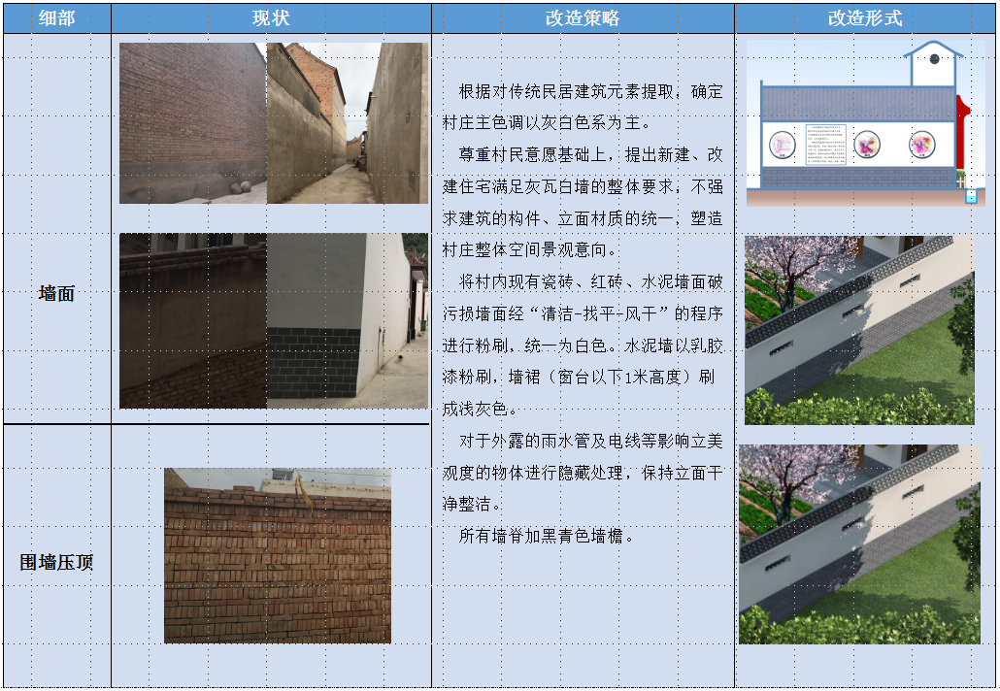 细部 现状 改造策略 改造形式
墙面
根据对传统民居建筑元素提取，确定
村庄主色调以灰白色系为主。
尊重村民意愿基础上，提出新建、改
建住宅满足灰瓦白墙的整体要求，不强
求建筑的构件、立面材质的统一，塑造
村庄整体空间景观意向。
将村内现有瓷砖、红砖、水泥墙面破
污损墙面经“清洁-找平-风干”的程序
进行粉刷，统一为白色。水泥墙以乳胶
漆粉刷，墙裙（窗台以下1米高度）刷
成浅灰色。
对于外露的雨水管及电线等影响立美
观度的物体进行隐藏处理，保持立面干
净整洁。
所有墙脊加黑青色墙檐。
围墙压顶